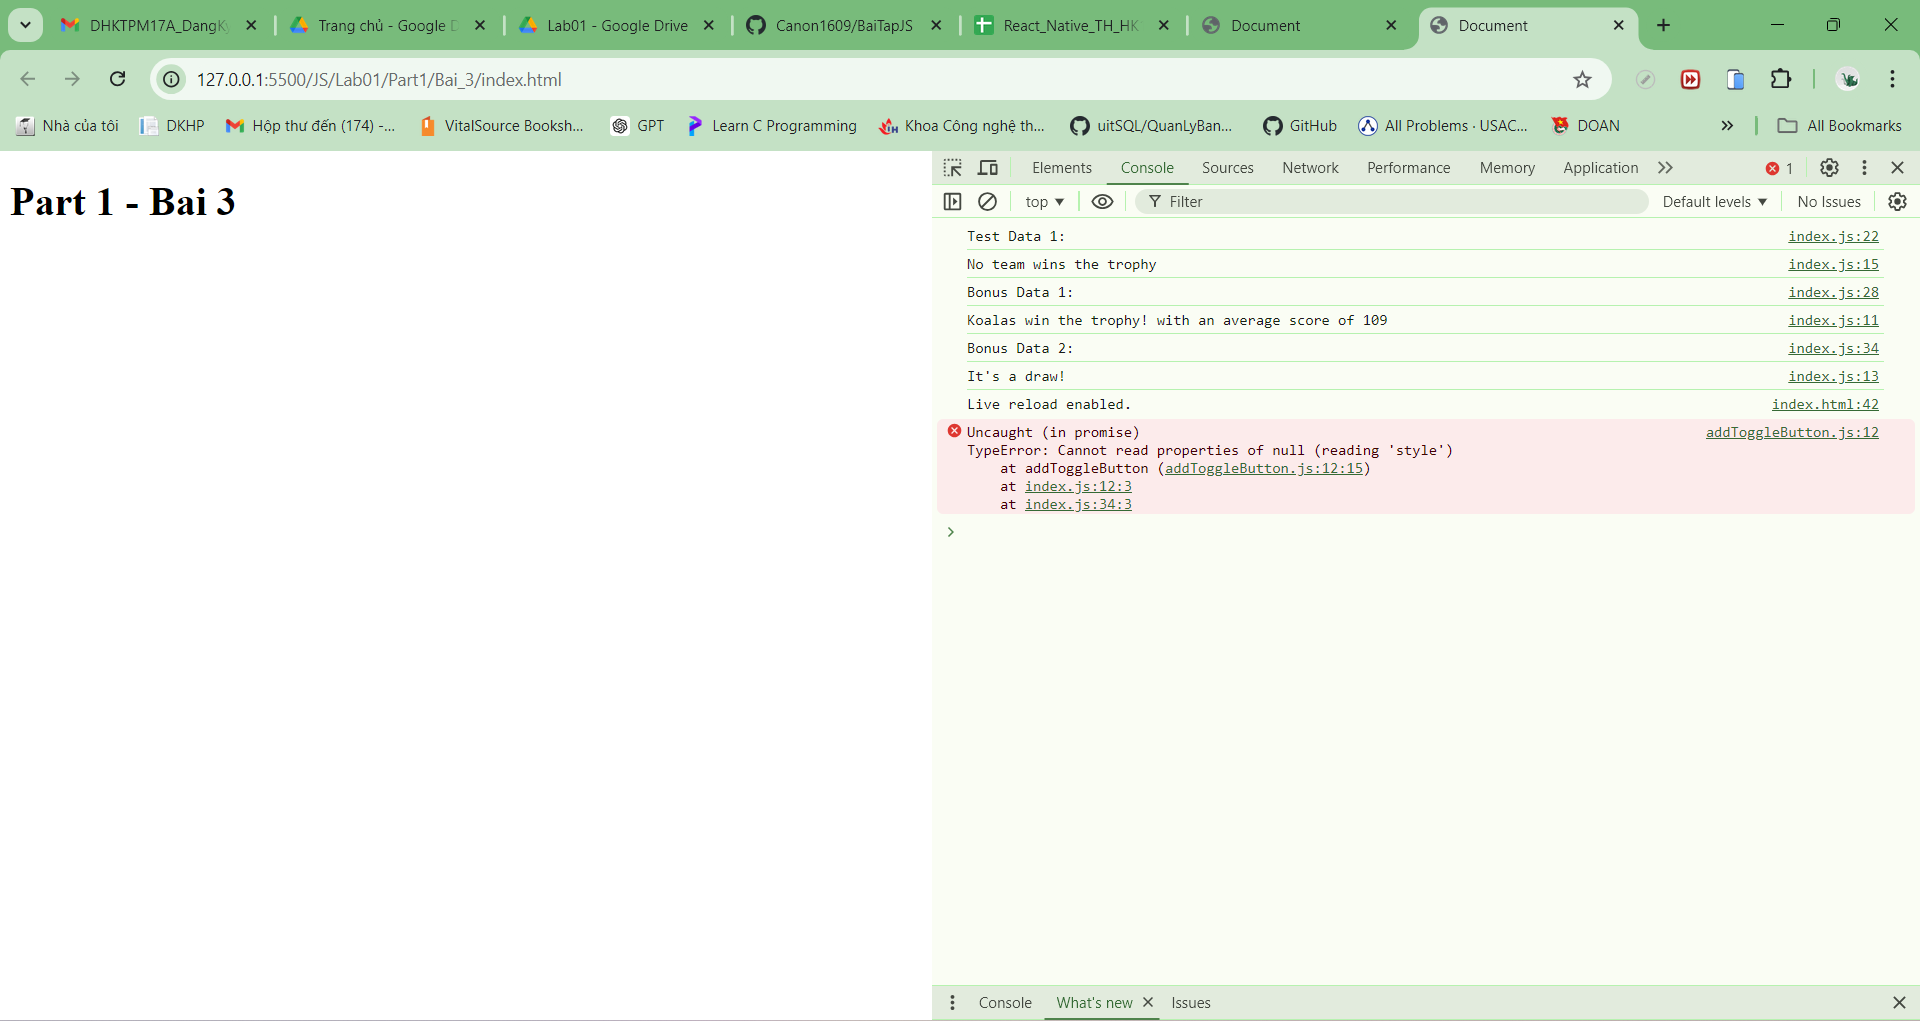 DHKTPM17A_DangKy
Trang chủ - Google D
Lab01 - Google Drive
Canon1609/BaiTapJS
React_Native_TH_HK
Document
Document
127.0.0.1:5500/JS/Lab01/Part1/Bai_3/index.html
Nhà của tôi
DKHP
Hộp thư đến (174) -...
VitalSource Booksh...
GPT
Learn C Programming
Khoa Công nghệ th...
uitSQL/QuanLyBan...
GitHub
All Problems · USAC...
DOAN
All Bookmarks
Part 1 - Bai 3
Elements Console Sources Network Performance Memory Application 1
top Filter Default levels No Issues
Test Data 1: index.js:22
No team wins the trophy index.js:15
Bonus Data 1: index.js:28
Koalas win the trophy! with an average score of 109 index.js:11
Bonus Data 2: index.js:34
It's a draw! index.js:13
Live reload enabled. index.html:42
Uncaught (in promise) addToggleButton.js:12
TypeError: Cannot read properties of null (reading 'style')
at addToggleButton (addToggleButton.js:12:15)
at index.js:12:3
at index.js:34:3
Console What's new Issues